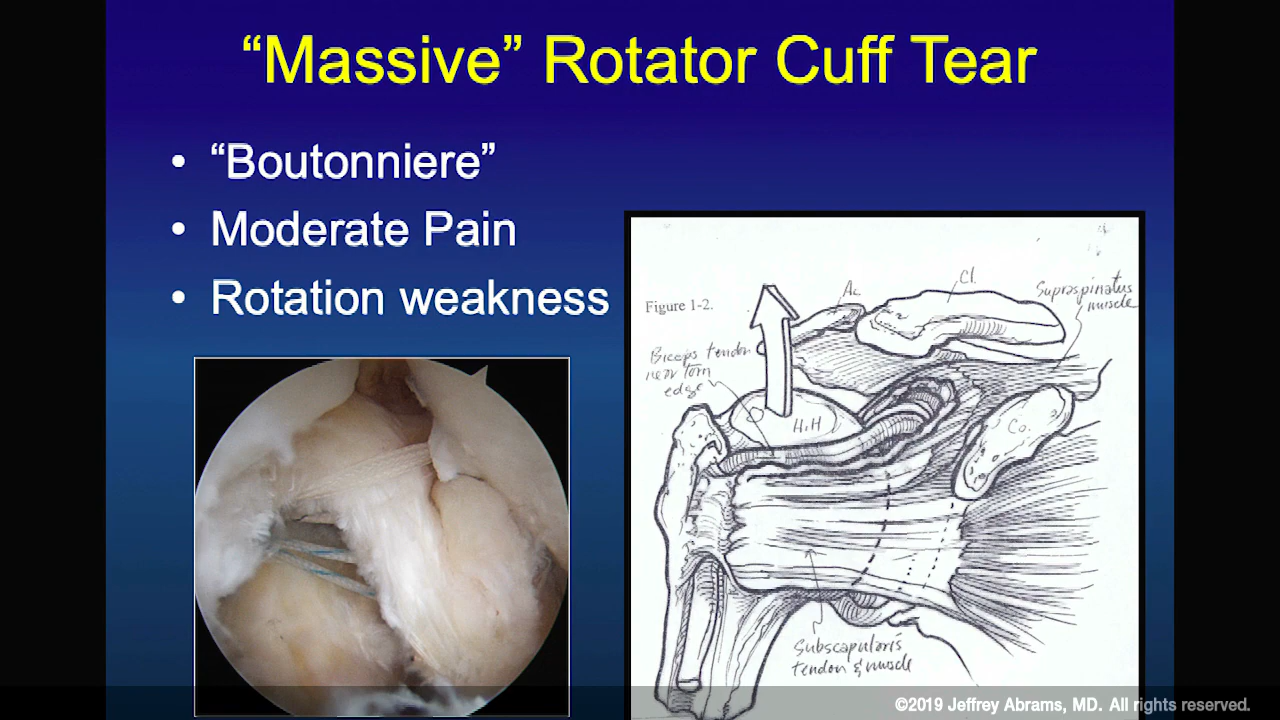 “Massive” Rotator Cuff Tear
• “Boutonniere”
• Moderate Pain
• Rotation weakness
Figure 1-2.
Ac.
Cl.
Supraspinatus
muscle
Biceps tendon
near torn
edge
H.H
Co.
Subscapularis
tendon & muscle
©2019 Jeffrey Abrams, MD. All rights reserved.